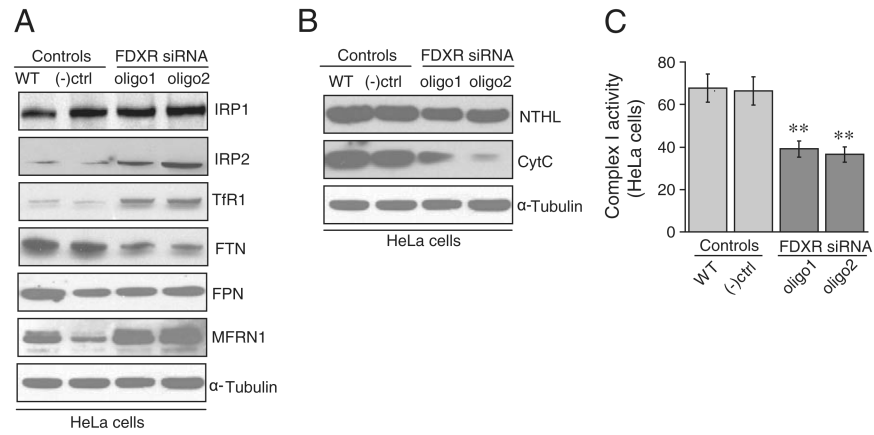 A
Controls FDXR siRNA
WT (-)ctrl oligo1 oligo2
IRP1
IRP2
TfR1
FTN
FPN
MFRN1
α-Tubulin
HeLa cells
B
Controls FDXR siRNA
WT (-)ctrl oligo1 oligo2
NTHL
CytC
α-Tubulin
HeLa cells
C
Complex I activity
(HeLa cells)
80
60
40
20
0
** **
Controls FDXR siRNA
WT (-)ctrl oligo1 oligo2